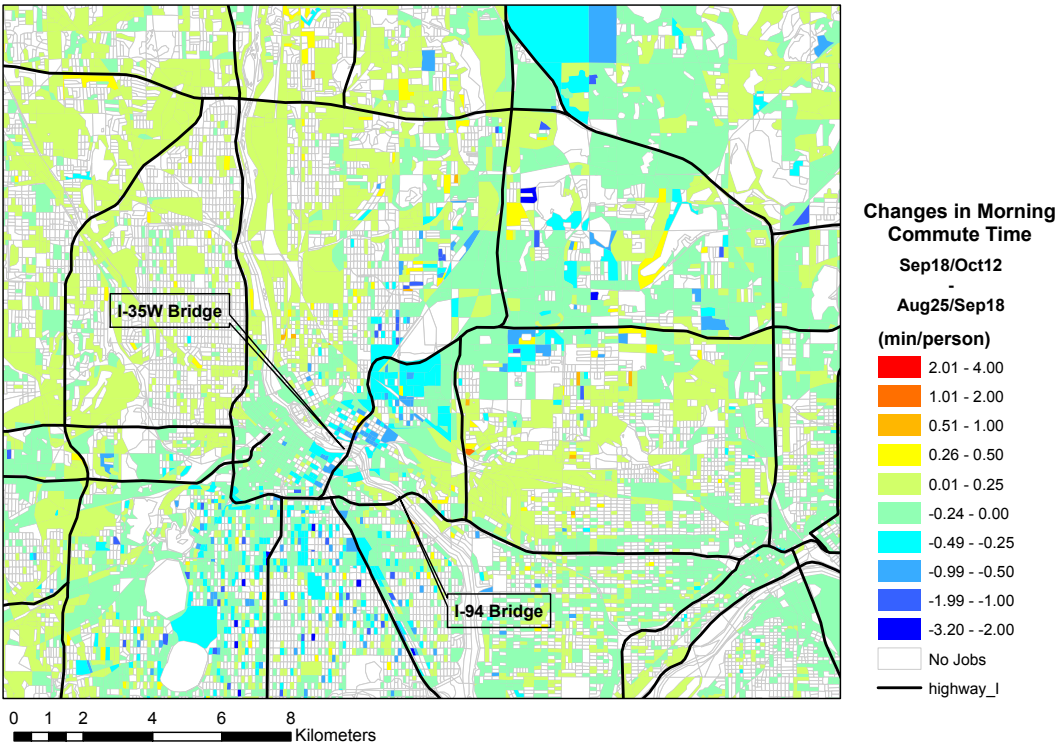 I-35W Bridge
I-94 Bridge
0 1 2 4 6 8
Kilometers
Changes in Morning
Commute Time
Sep18/Oct12
-
Aug25/Sep18
(min/person)
2.01 - 4.00
1.01 - 2.00
0.51 - 1.00
0.26 - 0.50
0.01 - 0.25
-0.24 - 0.00
-0.49 - -0.25
-0.99 - -0.50
-1.99 - -1.00
-3.20 - -2.00
No Jobs
highway_I